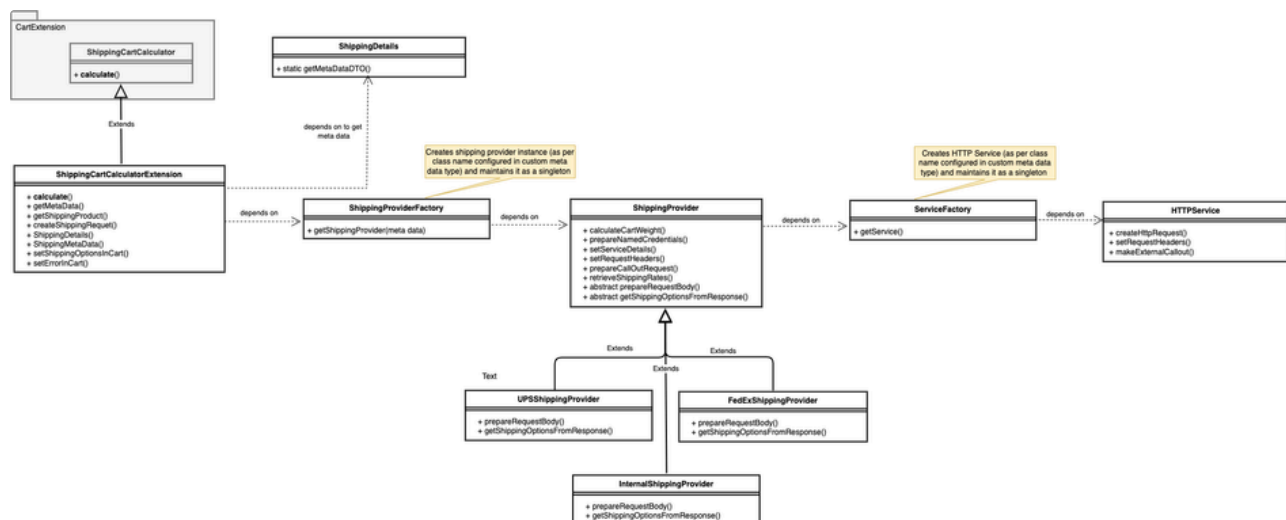 CartExtension
ShippingCartCalculator
+ calculate()
Extends
ShippingCartCalculatorExtension
+ calculate()
+ getMetaData()
+ getShippingProduct()
+ createShippingRequet()
+ ShippingDetails()
+ ShippingMetaData()
+ setShippingOptionsInCart()
+ setErrorInCart()
ShippingDetails
+ static getMetaDataDTO()
depends on to get
meta data
depends on
Creates shipping provider instance (as per
class name configured in custom meta
data type) and maintains it as a singleton
ShippingProviderFactory
+ getShippingProvider(meta data)
depends on
ShippingProvider
+ calculateCartWeight()
+ prepareNamedCredentials()
+ setServiceDetails()
+ setRequestHeaders()
+ prepareCallOutRequest()
+ retrieveShippingRates()
+ abstract prepareRequestBody()
+ abstract getShippingOptionsFromResponse()
depends on
Creates HTTP Service (as per class
name configured in custom meta data
type) and maintains it as a singleton
ServiceFactory
+ getService()
depends on
HTTPService
+ createHttpRequest()
+ setRequestHeaders()
+ makeExternalCallout()
Extends
Extends
Extends
Text
UPSShippingProvider
+ prepareRequestBody()
+ getShippingOptionsFromResponse()
FedExShippingProvider
+ prepareRequestBody()
+ getShippingOptionsFromResponse()
InternalShippingProvider
+ prepareRequestBody()
+ getShippingOptionsFromResponse()